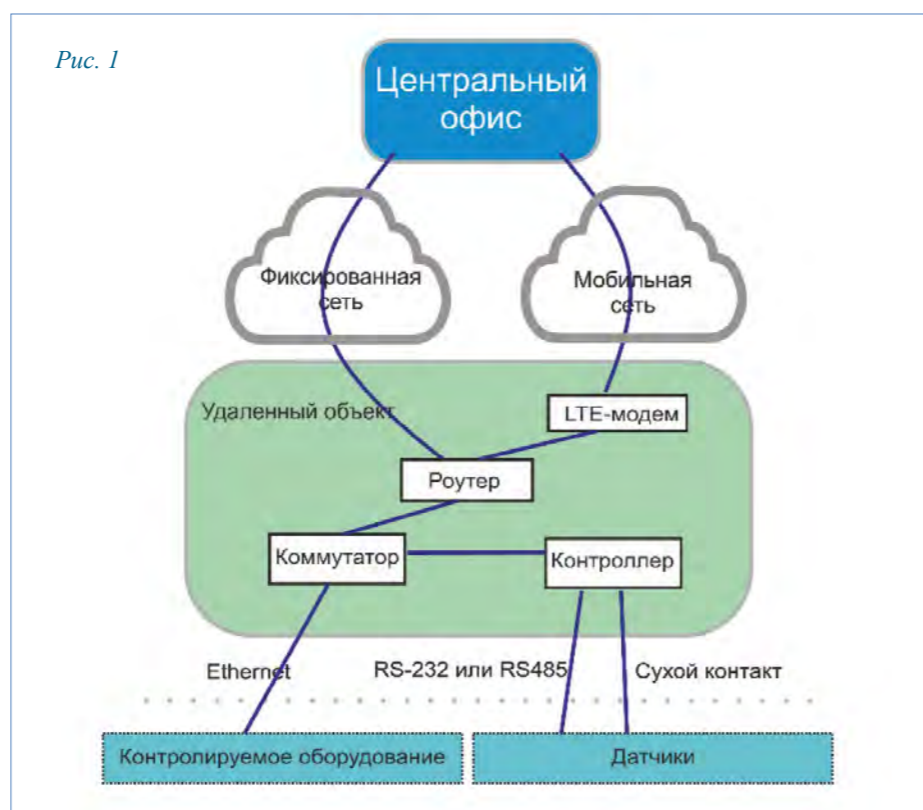 Рис. 1
Центральный
офис
Фиксированная
сеть
Мобильная
сеть
Удаленный объект
LTE-модем
Роутер
Коммутатор
Контроллер
Ethernet
RS-232 или RS485
Сухой контакт
Контролируемое оборудование
Датчики